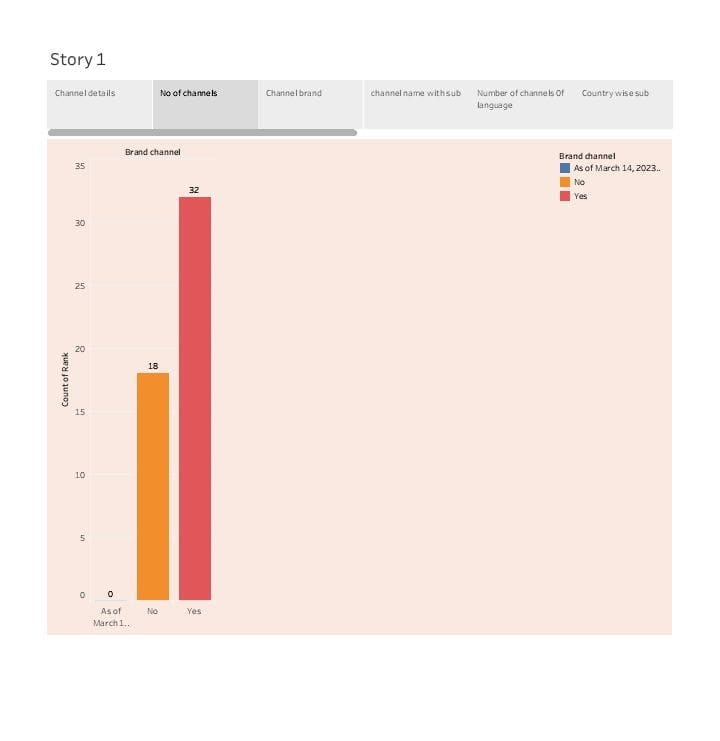 Story 1
Channel details
No of channels
Channel brand
channel name with sub
Number of channels Of
language
Country wise sub
Brand channel
Brand channel
As of March 14, 2023..
No
Yes
35
30
25
20
15
10
5
0
Count of Rank
32
18
0
As of
March 1..
No
Yes